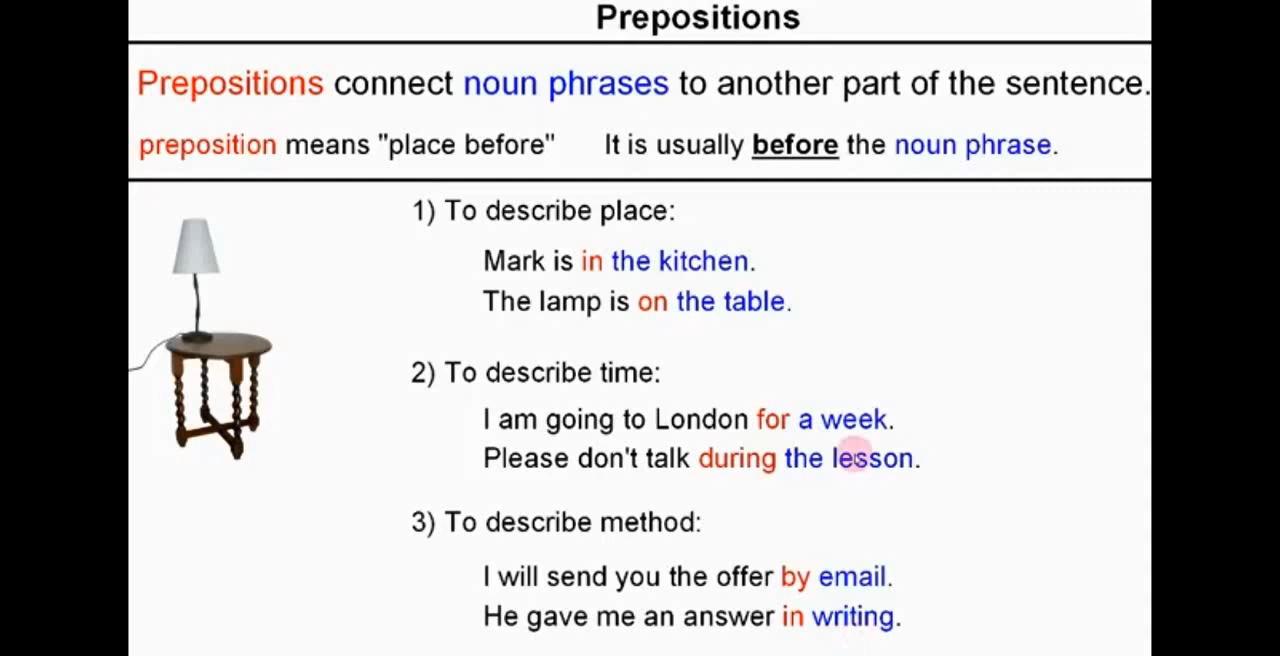 Prepositions
Prepositions connect noun phrases to another part of the sentence.
preposition means "place before" It is usually before the noun phrase.
1) To describe place:
Mark is in the kitchen.
The lamp is on the table.
2) To describe time:
I am going to London for a week.
Please don't talk during the lesson.
3) To describe method:
I will send you the offer by email.
He gave me an answer in writing.